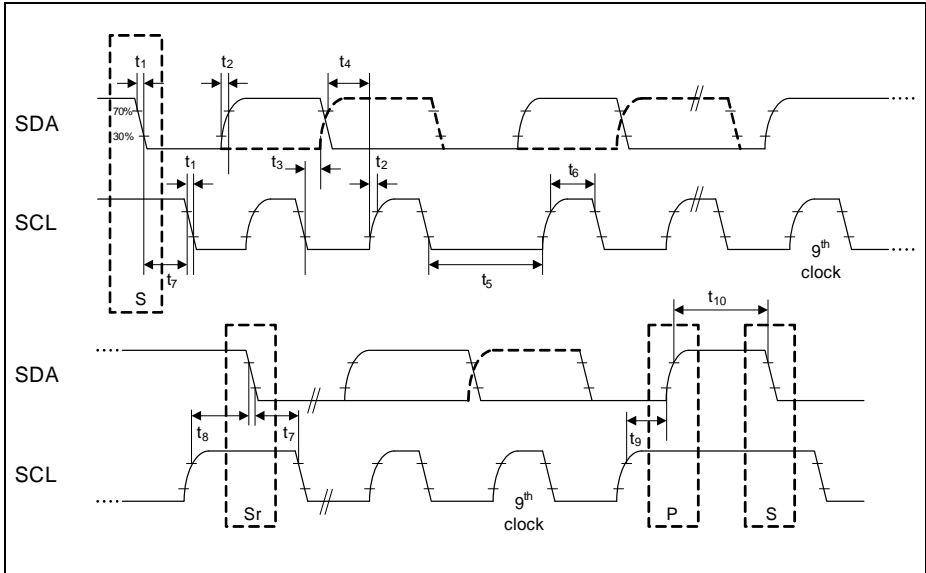 t1 t2 t4
SDA 70%
30%
t1 t3 t2 t6
SCL
t7 t5 9th
clock
S t10
SDA
t8 t7 t9
SCL
9th
clock
Sr P S